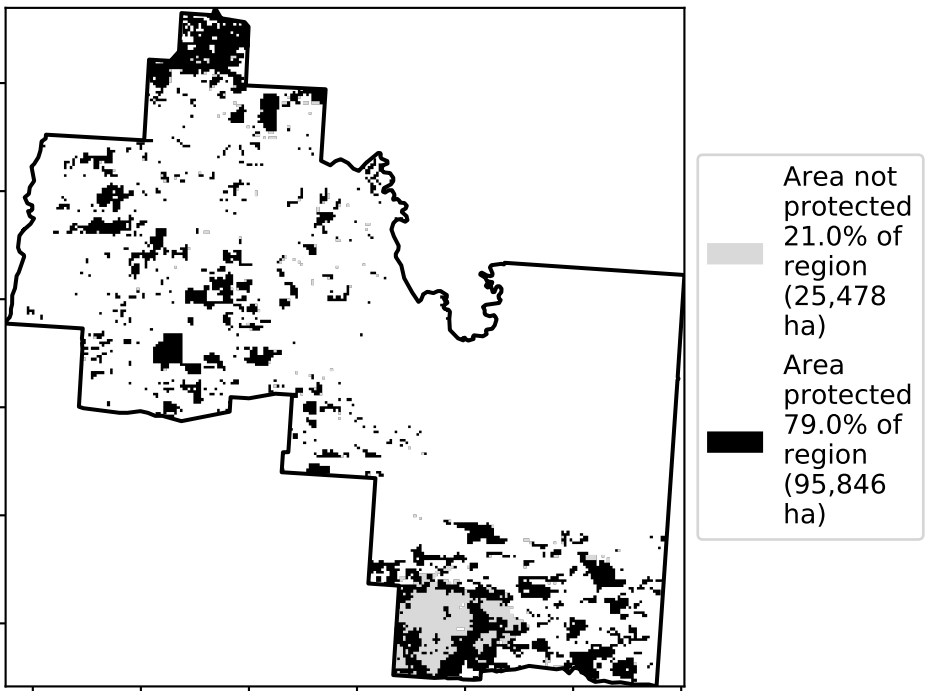 Area not
protected
21.0% of
region
(25,478
ha)
Area
protected
79.0% of
region
(95,846
ha)